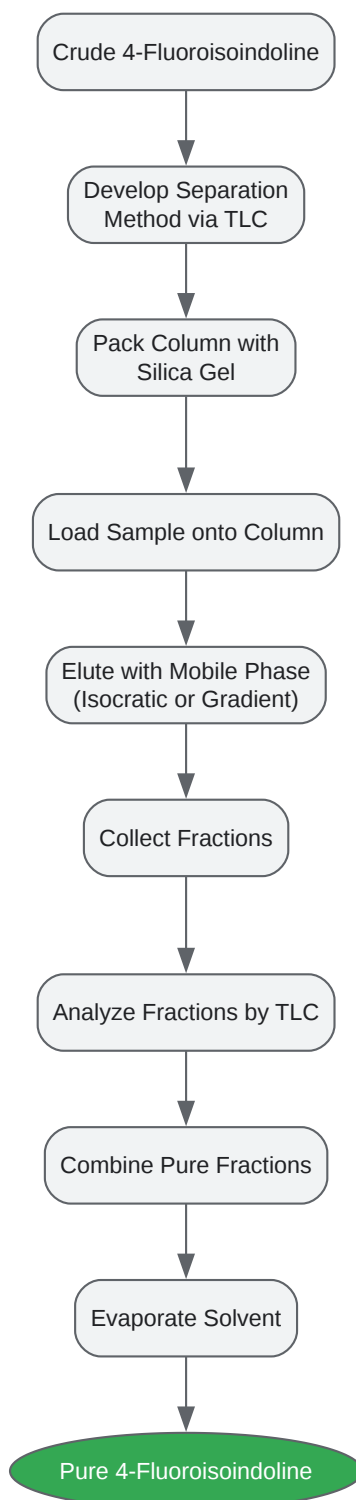 Crude 4-Fluoroisoindoline
Develop Separation
Method via TLC
Pack Column with
Silica Gel
Load Sample onto Column
Elute with Mobile Phase
(Isocratic or Gradient)
Collect Fractions
Analyze Fractions by TLC
Combine Pure Fractions
Evaporate Solvent
Pure 4-Fluoroisoindoline